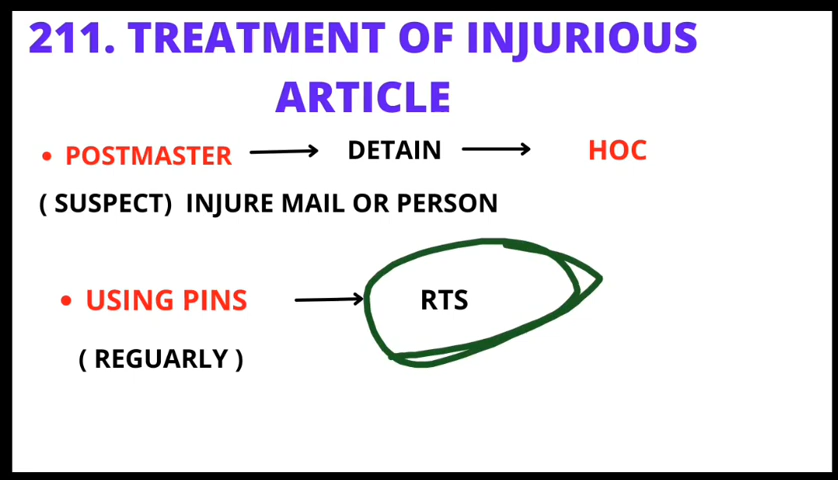 211. TREATMENT OF INJURIOUS
ARTICLE
• POSTMASTER → DETAIN → HOC
( SUSPECT) INJURE MAIL OR PERSON
• USING PINS → RTS
( REGUARLY )